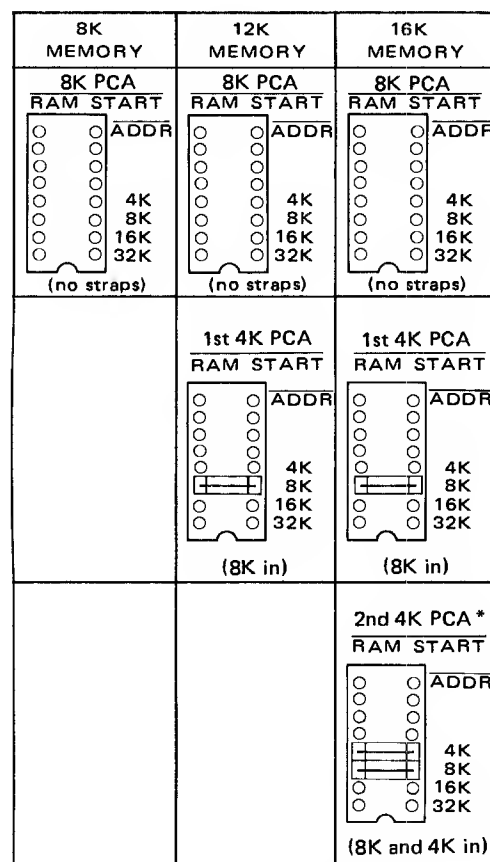 8K
MEMORY
12K
MEMORY
16K
MEMORY
8K PCA
RAM START
ADDR
4K
8K
16K
32K
(no straps)
8K PCA
RAM START
ADDR
4K
8K
16K
32K
(no straps)
8K PCA
RAM START
ADDR
4K
8K
16K
32K
(no straps)
1st 4K PCA
RAM START
ADDR
4K
8K
16K
32K
(8K in)
1st 4K PCA
RAM START
ADDR
4K
8K
16K
32K
(8K in)
2nd 4K PCA *
RAM START
ADDR
4K
8K
16K
32K
(8K and 4K in)